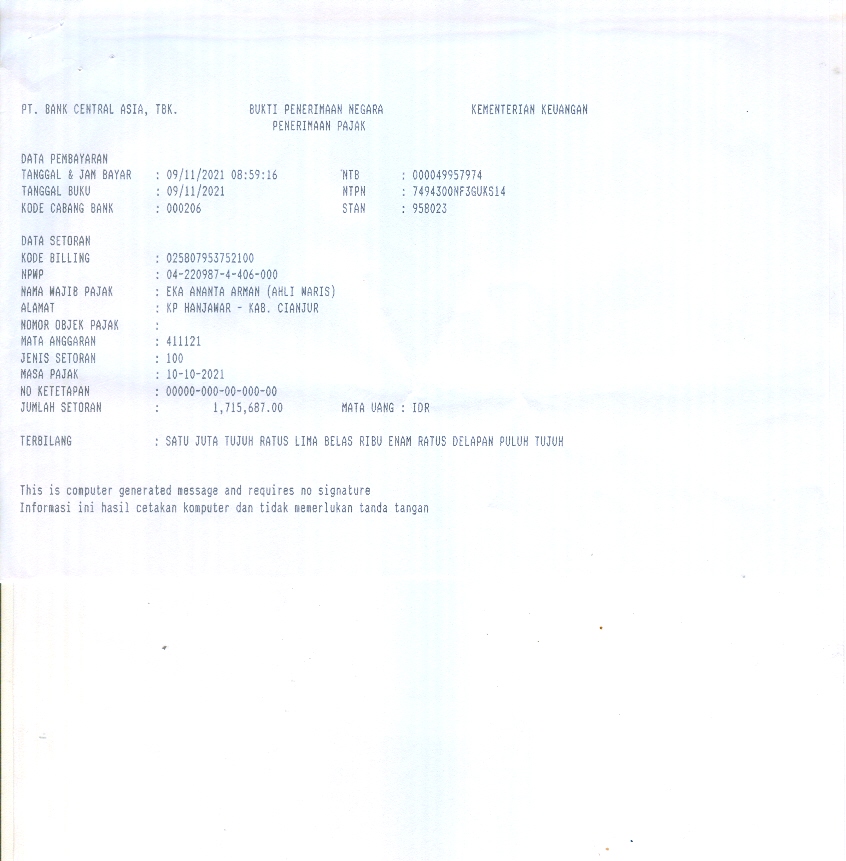 PT. BANK CENTRAL ASIA, TBK. BUKTI PENERIMAAN NEGARA KEMENTERIAN KEUANGAN
PENERIMAAN PAJAK
DATA PEMBAYARAN
TANGGAL & JAM BAYAR : 09/11/2021 08:59:16 NTB : 000049957974
TANGGAL BUKU : 09/11/2021 NTPN : 7494300NF3GUKS14
KODE CABANG BANK : 000206 STAN : 958023
DATA SETORAN
KODE BILLING : 025807953752100
NPWP : 04-220987-4-406-000
NAMA WAJIB PAJAK : EKA ANANTA ARMAN (AHLI WARIS)
ALAMAT : KP HANJAWAR - KAB. CIANJUR
NOMOR OBJEK PAJAK :
MATA ANGGARAN : 411121
JENIS SETORAN : 100
MASA PAJAK : 10-10-2021
NO KETETAPAN : 00000-000-00-000-00
JUMLAH SETORAN : 1,715,687.00 MATA UANG : IDR
TERBILANG : SATU JUTA TUJUH RATUS LIMA BELAS RIBU ENAM RATUS DELAPAN PULUH TUJUH
This is computer generated message and requires no signature
Informasi ini hasil cetakan komputer dan tidak memerlukan tanda tangan